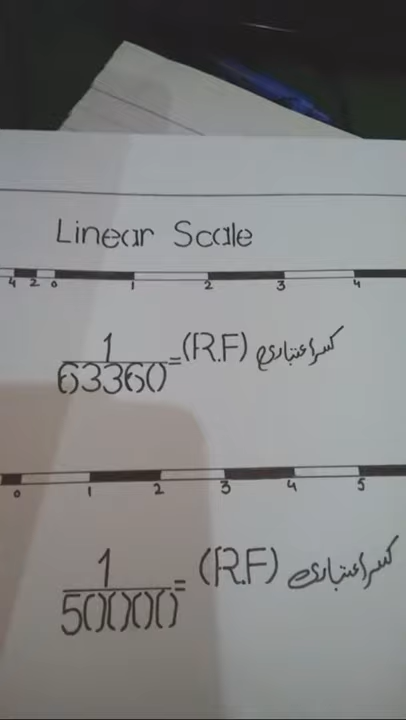 Linear Scale
4 2 0 1 2 3 4
1/63360 = (R.F) کسر اعتباری
0 1 2 3 4 5
1/50000 = (R.F) کسر اعتباری